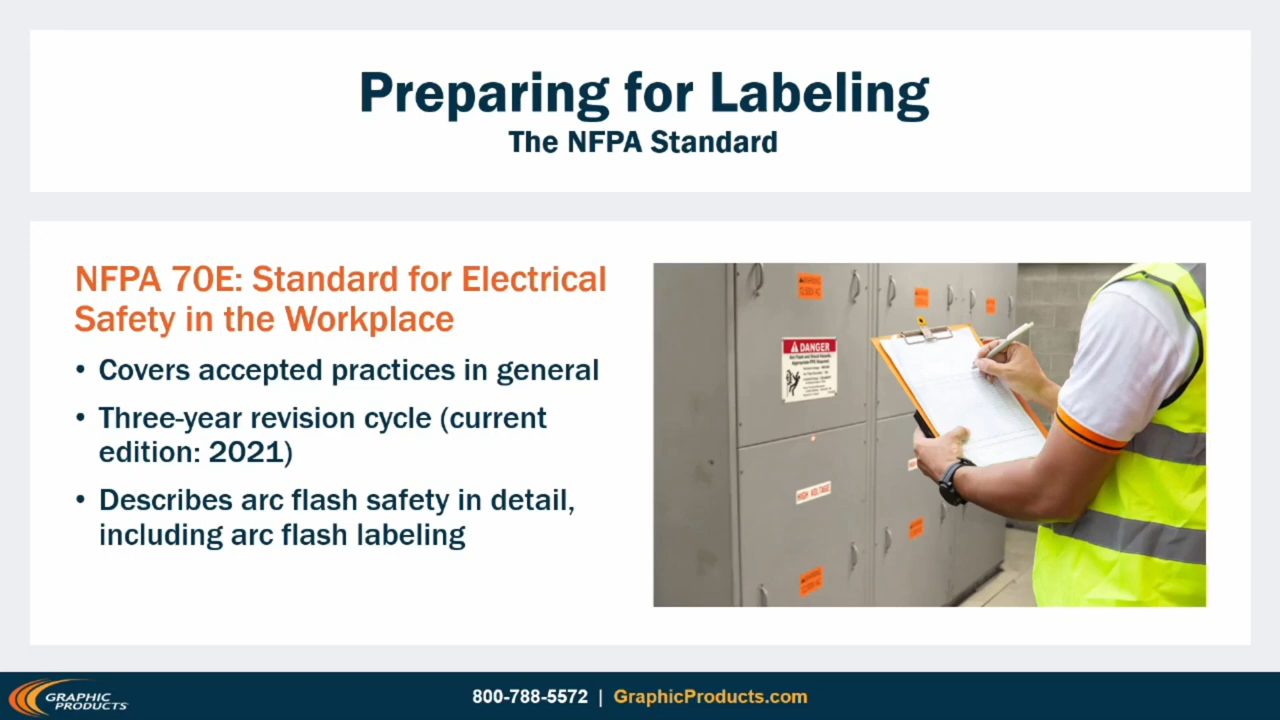 Preparing for Labeling
The NFPA Standard
NFPA 70E: Standard for Electrical
Safety in the Workplace
• Covers accepted practices in general
• Three-year revision cycle (current
edition: 2021)
• Describes arc flash safety in detail,
including arc flash labeling
DANGER
HIGH VOLTAGE
GRAPHIC
PRODUCTS
800-788-5572 | GraphicProducts.com